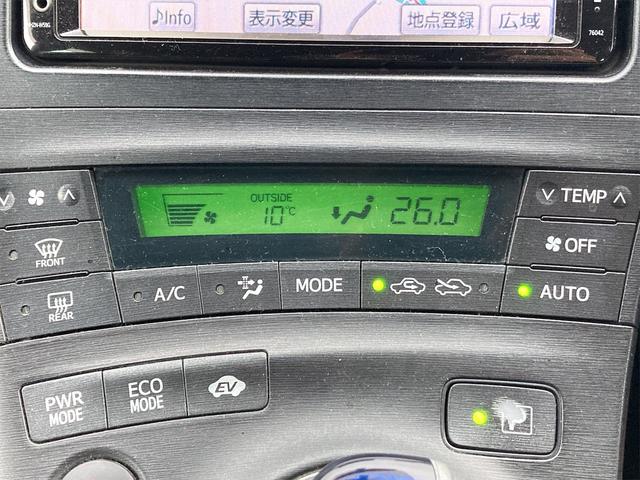 ♪Info 表示変更 地点登録 広域
76042
OUTSIDE
10℃ 26.0
TEMP
FRONT
OFF
REAR
A/C
MODE
AUTO
PWR
MODE
ECO
MODE
EV